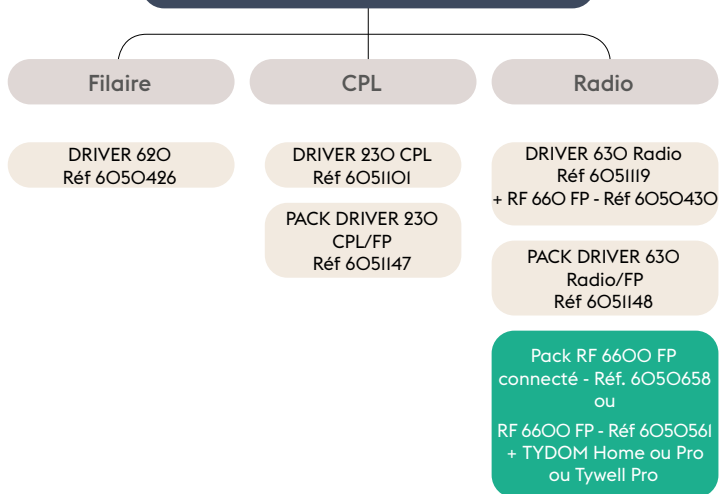 Filaire
CPL
Radio
DRIVER 620
Réf 6050426
DRIVER 230 CPL
Réf 6051101
PACK DRIVER 230
CPL/FP
Réf 6051147
DRIVER 630 Radio
Réf 6051119
+ RF 660 FP - Réf 6050430
PACK DRIVER 630
Radio/FP
Réf 6051148
Pack RF 6600 FP
connecté - Réf. 6050658
ou
RF 6600 FP - Réf 6050561
+ TYDOM Home ou Pro
ou Tywell Pro